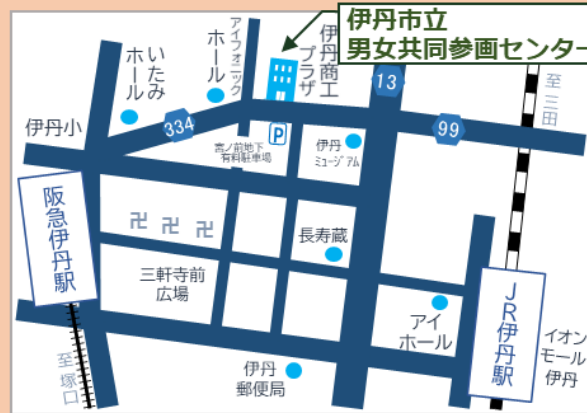 伊丹市立
男女共同参画センター
アイフォニック
ホール
伊丹商工
プラザ
いたみ
ホール
13
至三田
334
99
伊丹小
P
宮ノ前地下
有料駐車場
伊丹
ミュージアム
阪急伊丹駅
卍 卍 卍
長寿蔵
三軒寺前
広場
アイ
ホール
JR伊丹駅
イオン
モール
伊丹
至塚口
伊丹
郵便局